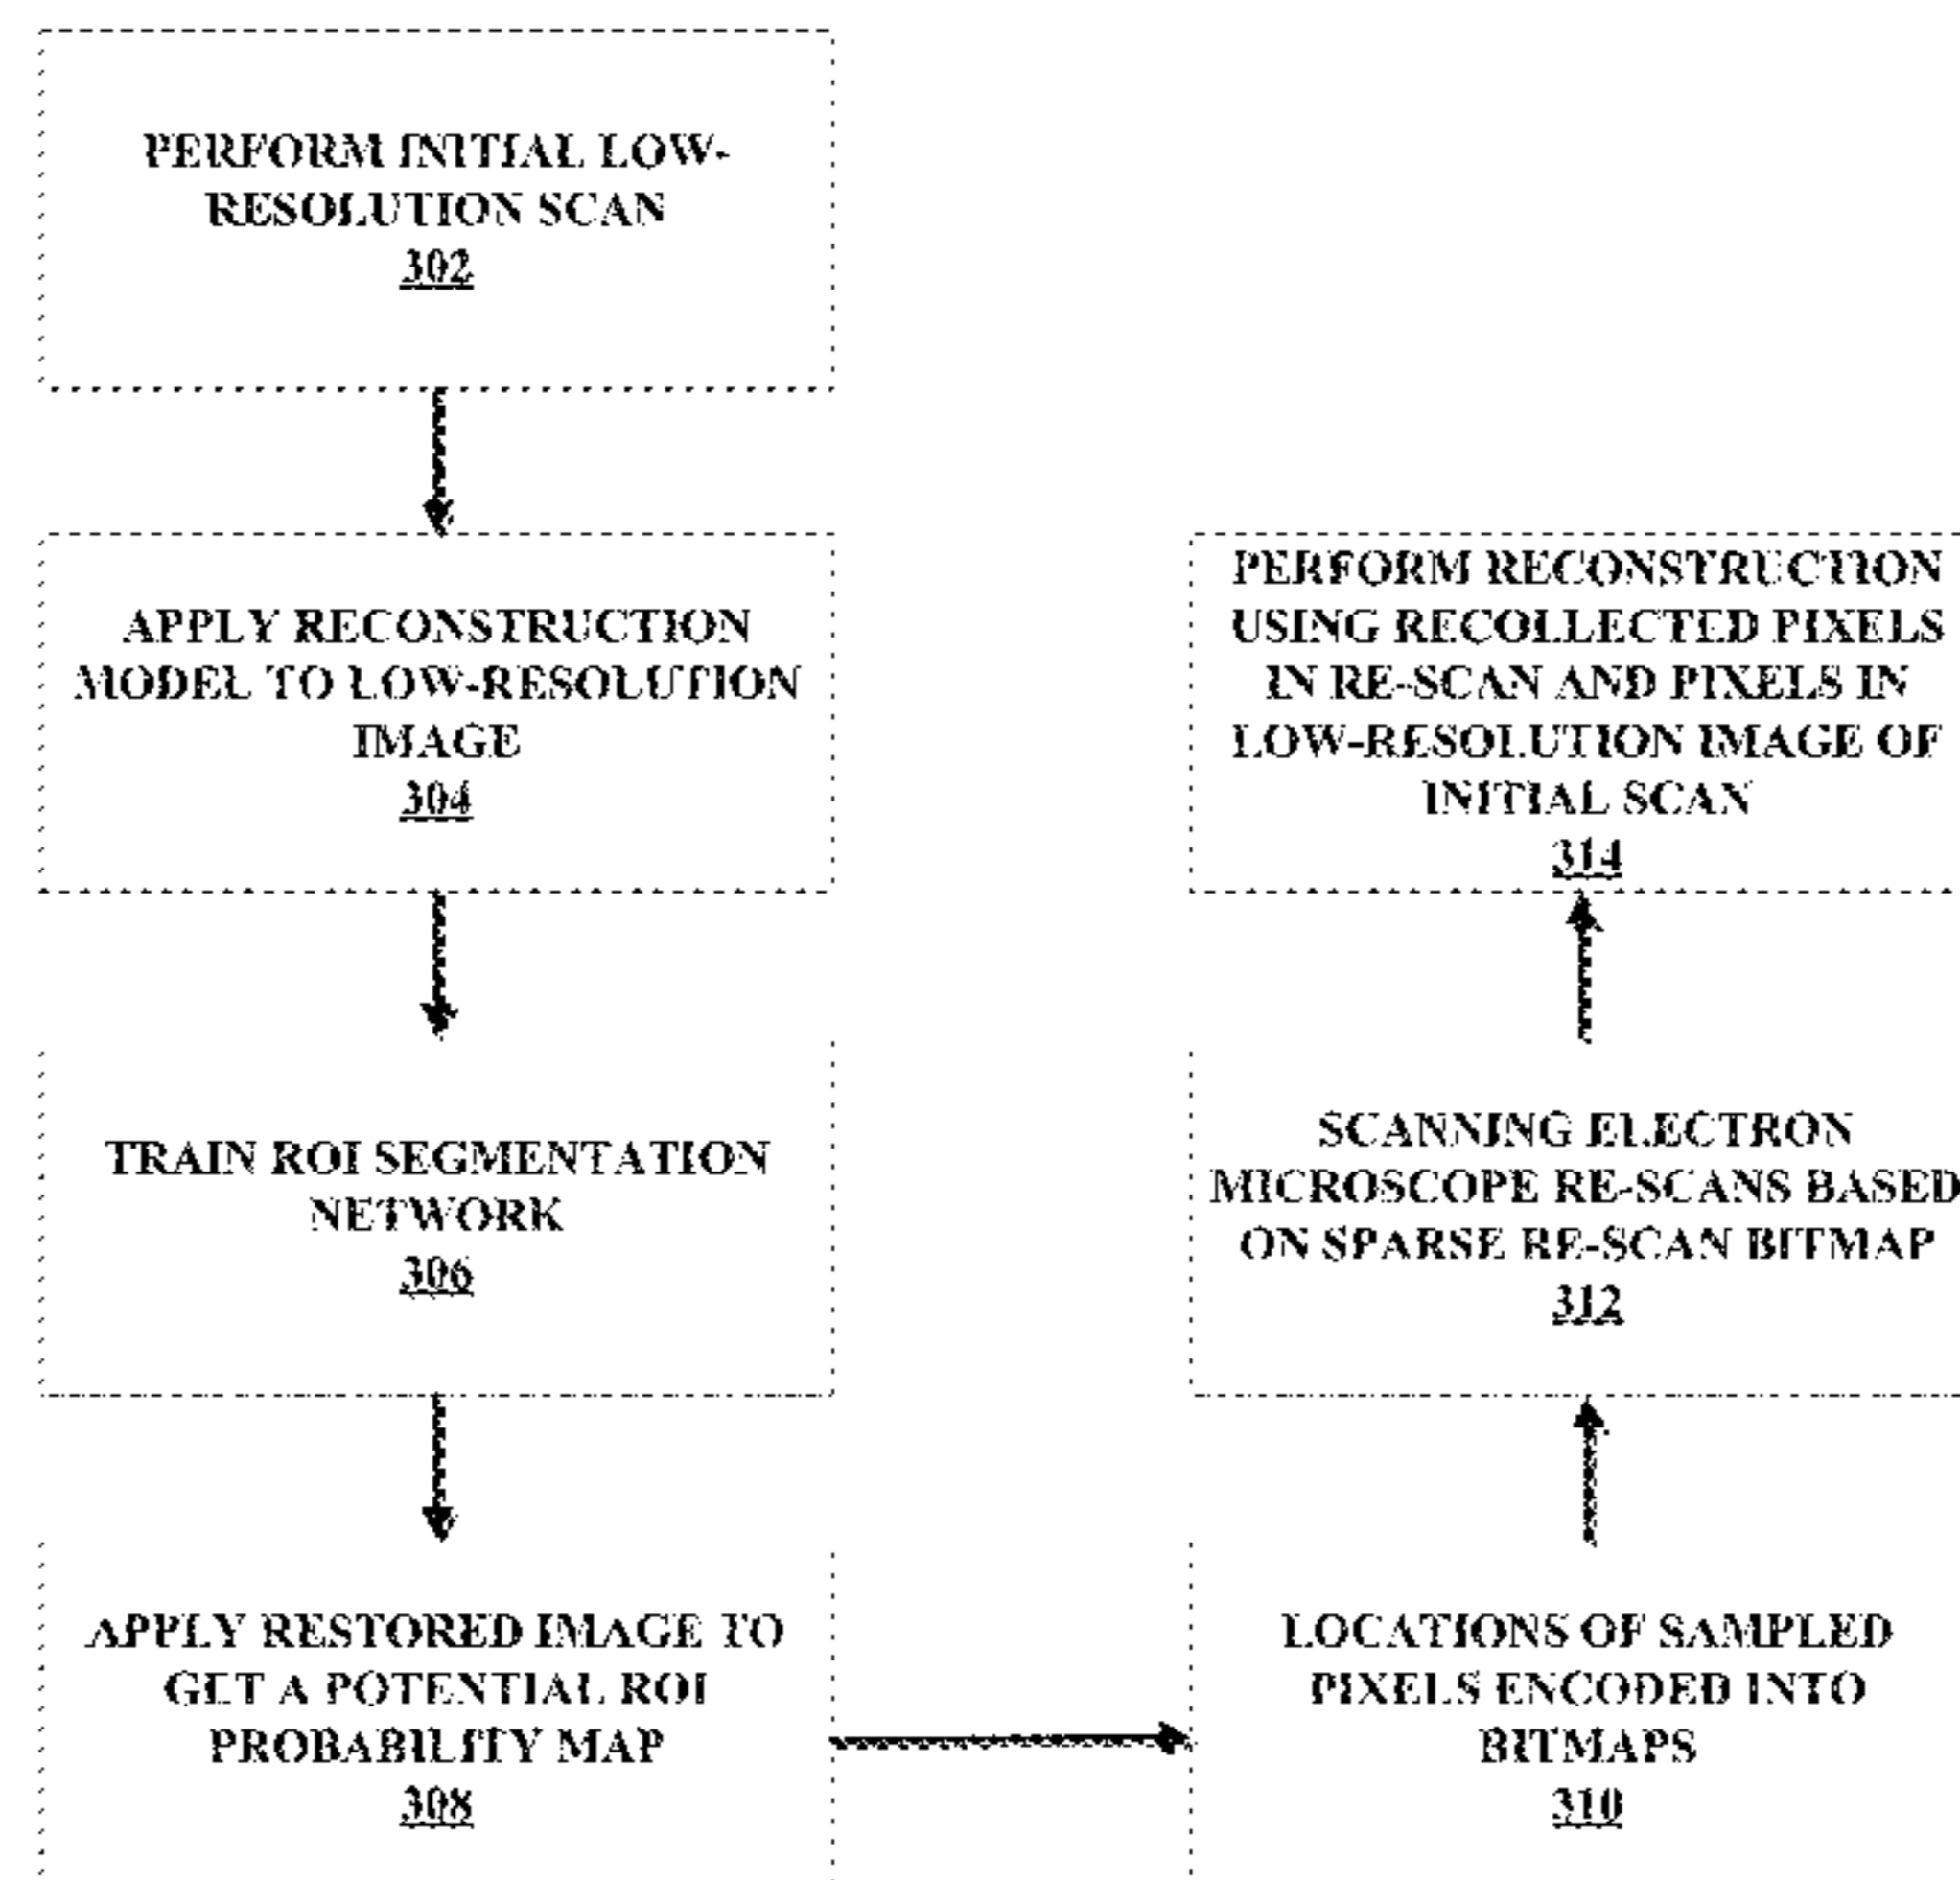 PERFORM INITIAL LOW-
RESOLUTION SCAN
302
APPLY RECONSTRUCTION
MODEL TO LOW-RESOLUTION
IMAGE
304
TRAIN ROI SEGMENTATION
NETWORK
306
APPLY RESTORED IMAGE TO
GET A POTENTIAL ROI
PROBABILITY MAP
308
LOCATIONS OF SAMPLED
PIXELS ENCODED INTO
BITMAPS
310
SCANNING ELECTRON
MICROSCOPE RE-SCANS BASED
ON SPARSE RE-SCAN BITMAP
312
PERFORM RECONSTRUCTION
USING RECOLLECTED PIXELS
IN RE-SCAN AND PIXELS IN
LOW-RESOLUTION IMAGE OF
INITIAL SCAN
314